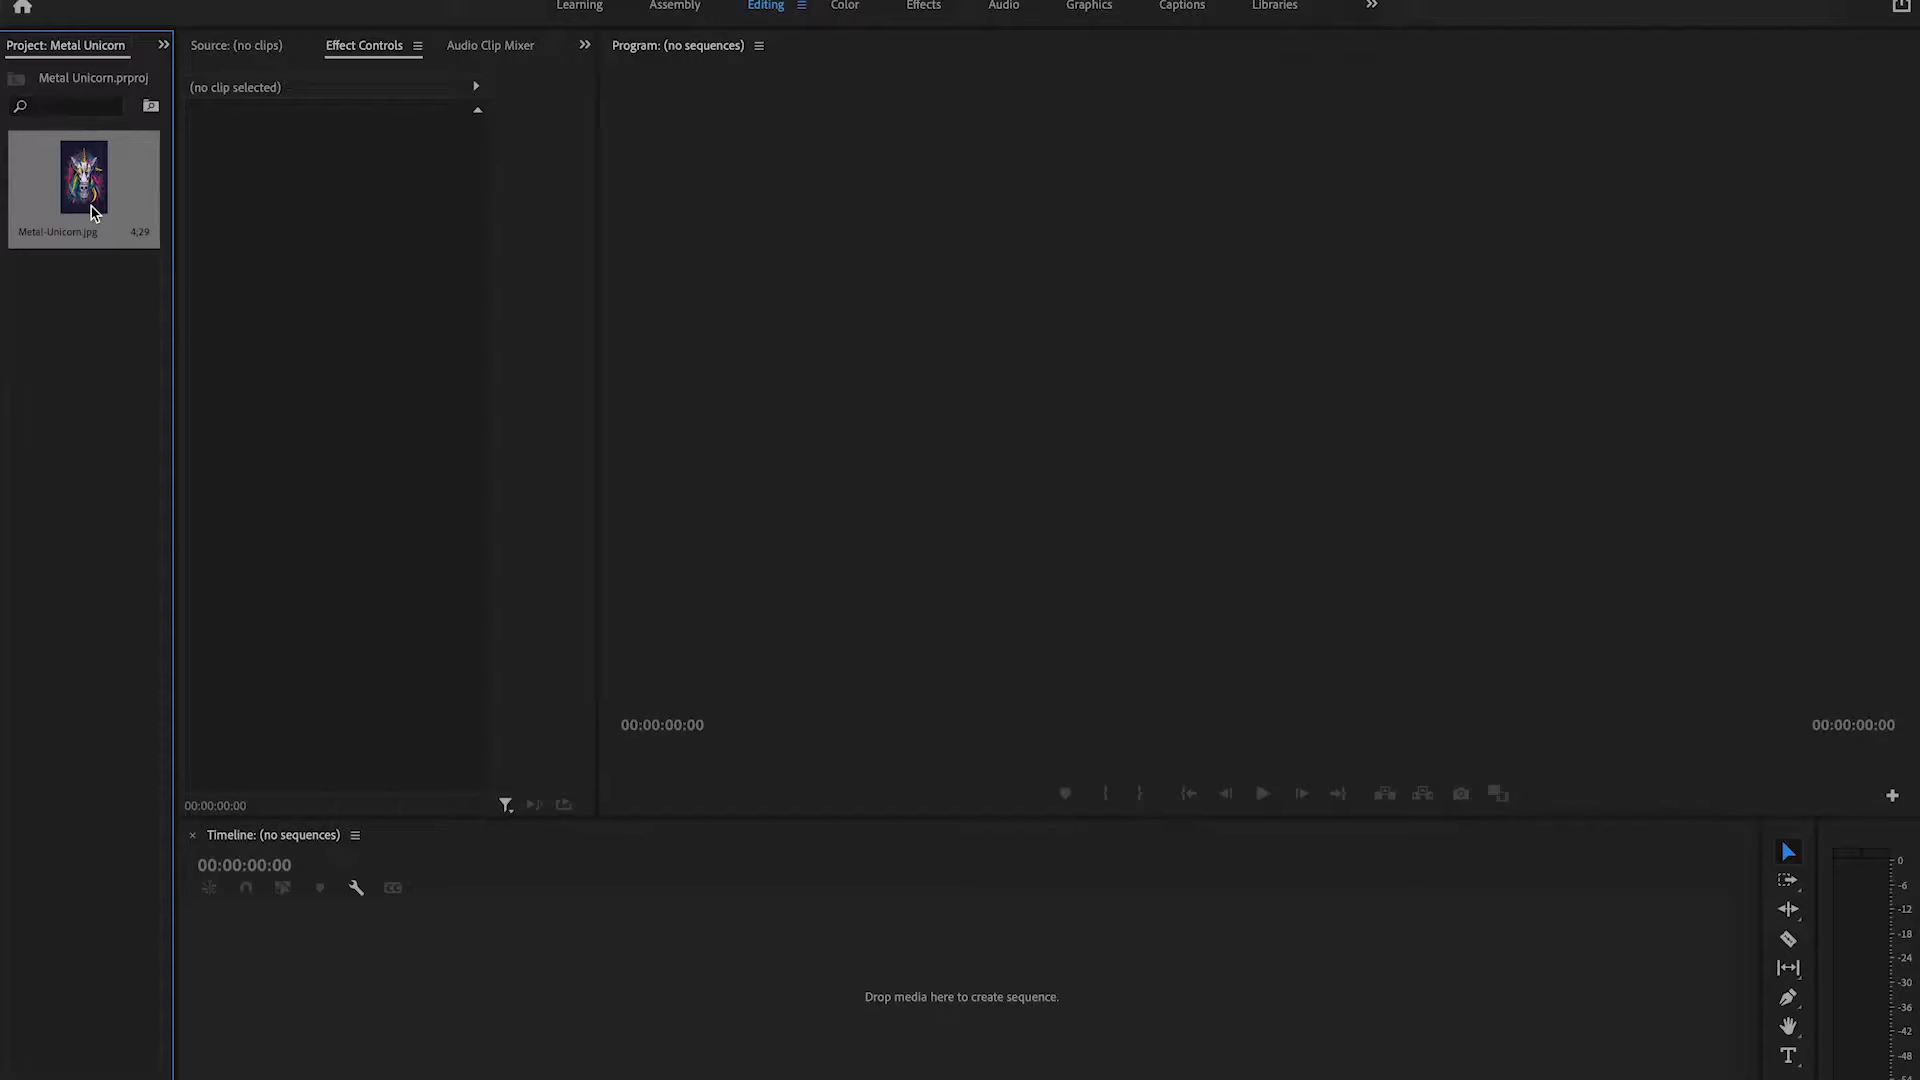 Learning Assembly Editing Color Effects Audio Graphics Captions Libraries
Project: Metal Unicorn
Metal Unicorn.prproj
Metal-Unicorn.jpg 4;29
Source: (no clips) Effect Controls Audio Clip Mixer
(no clip selected)
00:00:00:00
Program: (no sequences)
00:00:00:00 00:00:00:00
Timeline: (no sequences)
00:00:00:00
CC
Drop media here to create sequence.
T
0
-6
-12
-18
-24
-30
-36
-42
-48